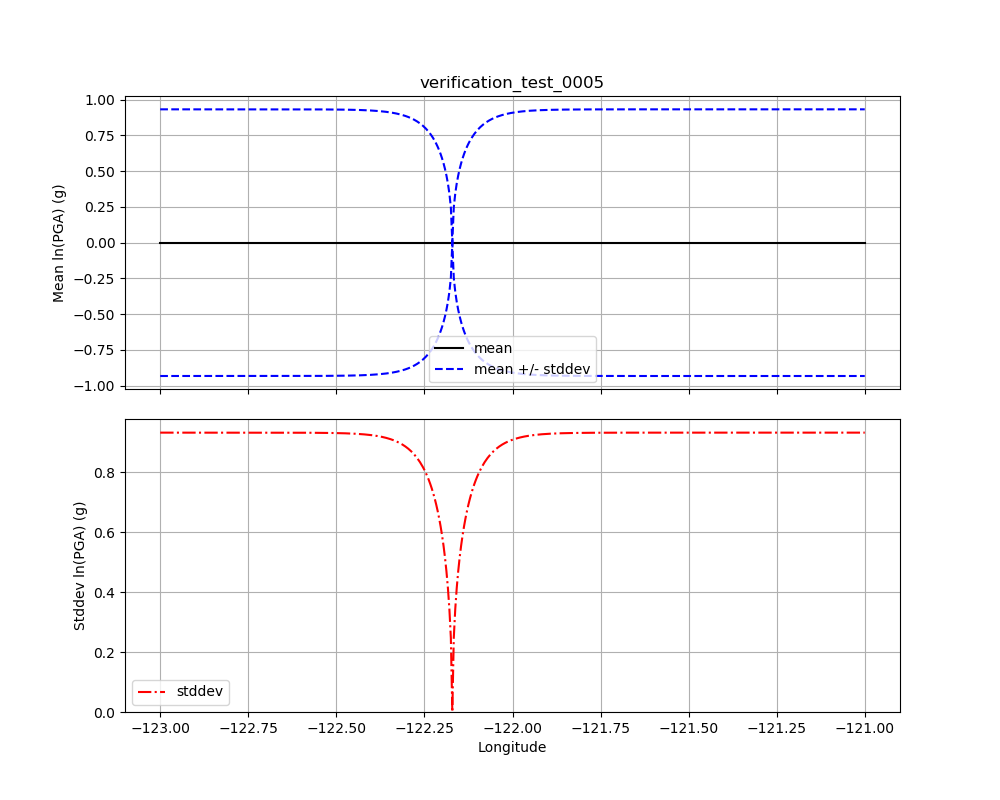 verification_test_0005
Mean ln(PGA) (g)
1.00
0.75
0.50
0.25
0.00
−0.25
−0.50
−0.75
−1.00
mean
mean +/- stddev
Stddev ln(PGA) (g)
0.8
0.6
0.4
0.2
0.0
stddev
−123.00 −122.75 −122.50 −122.25 −122.00 −121.75 −121.50 −121.25 −121.00
Longitude